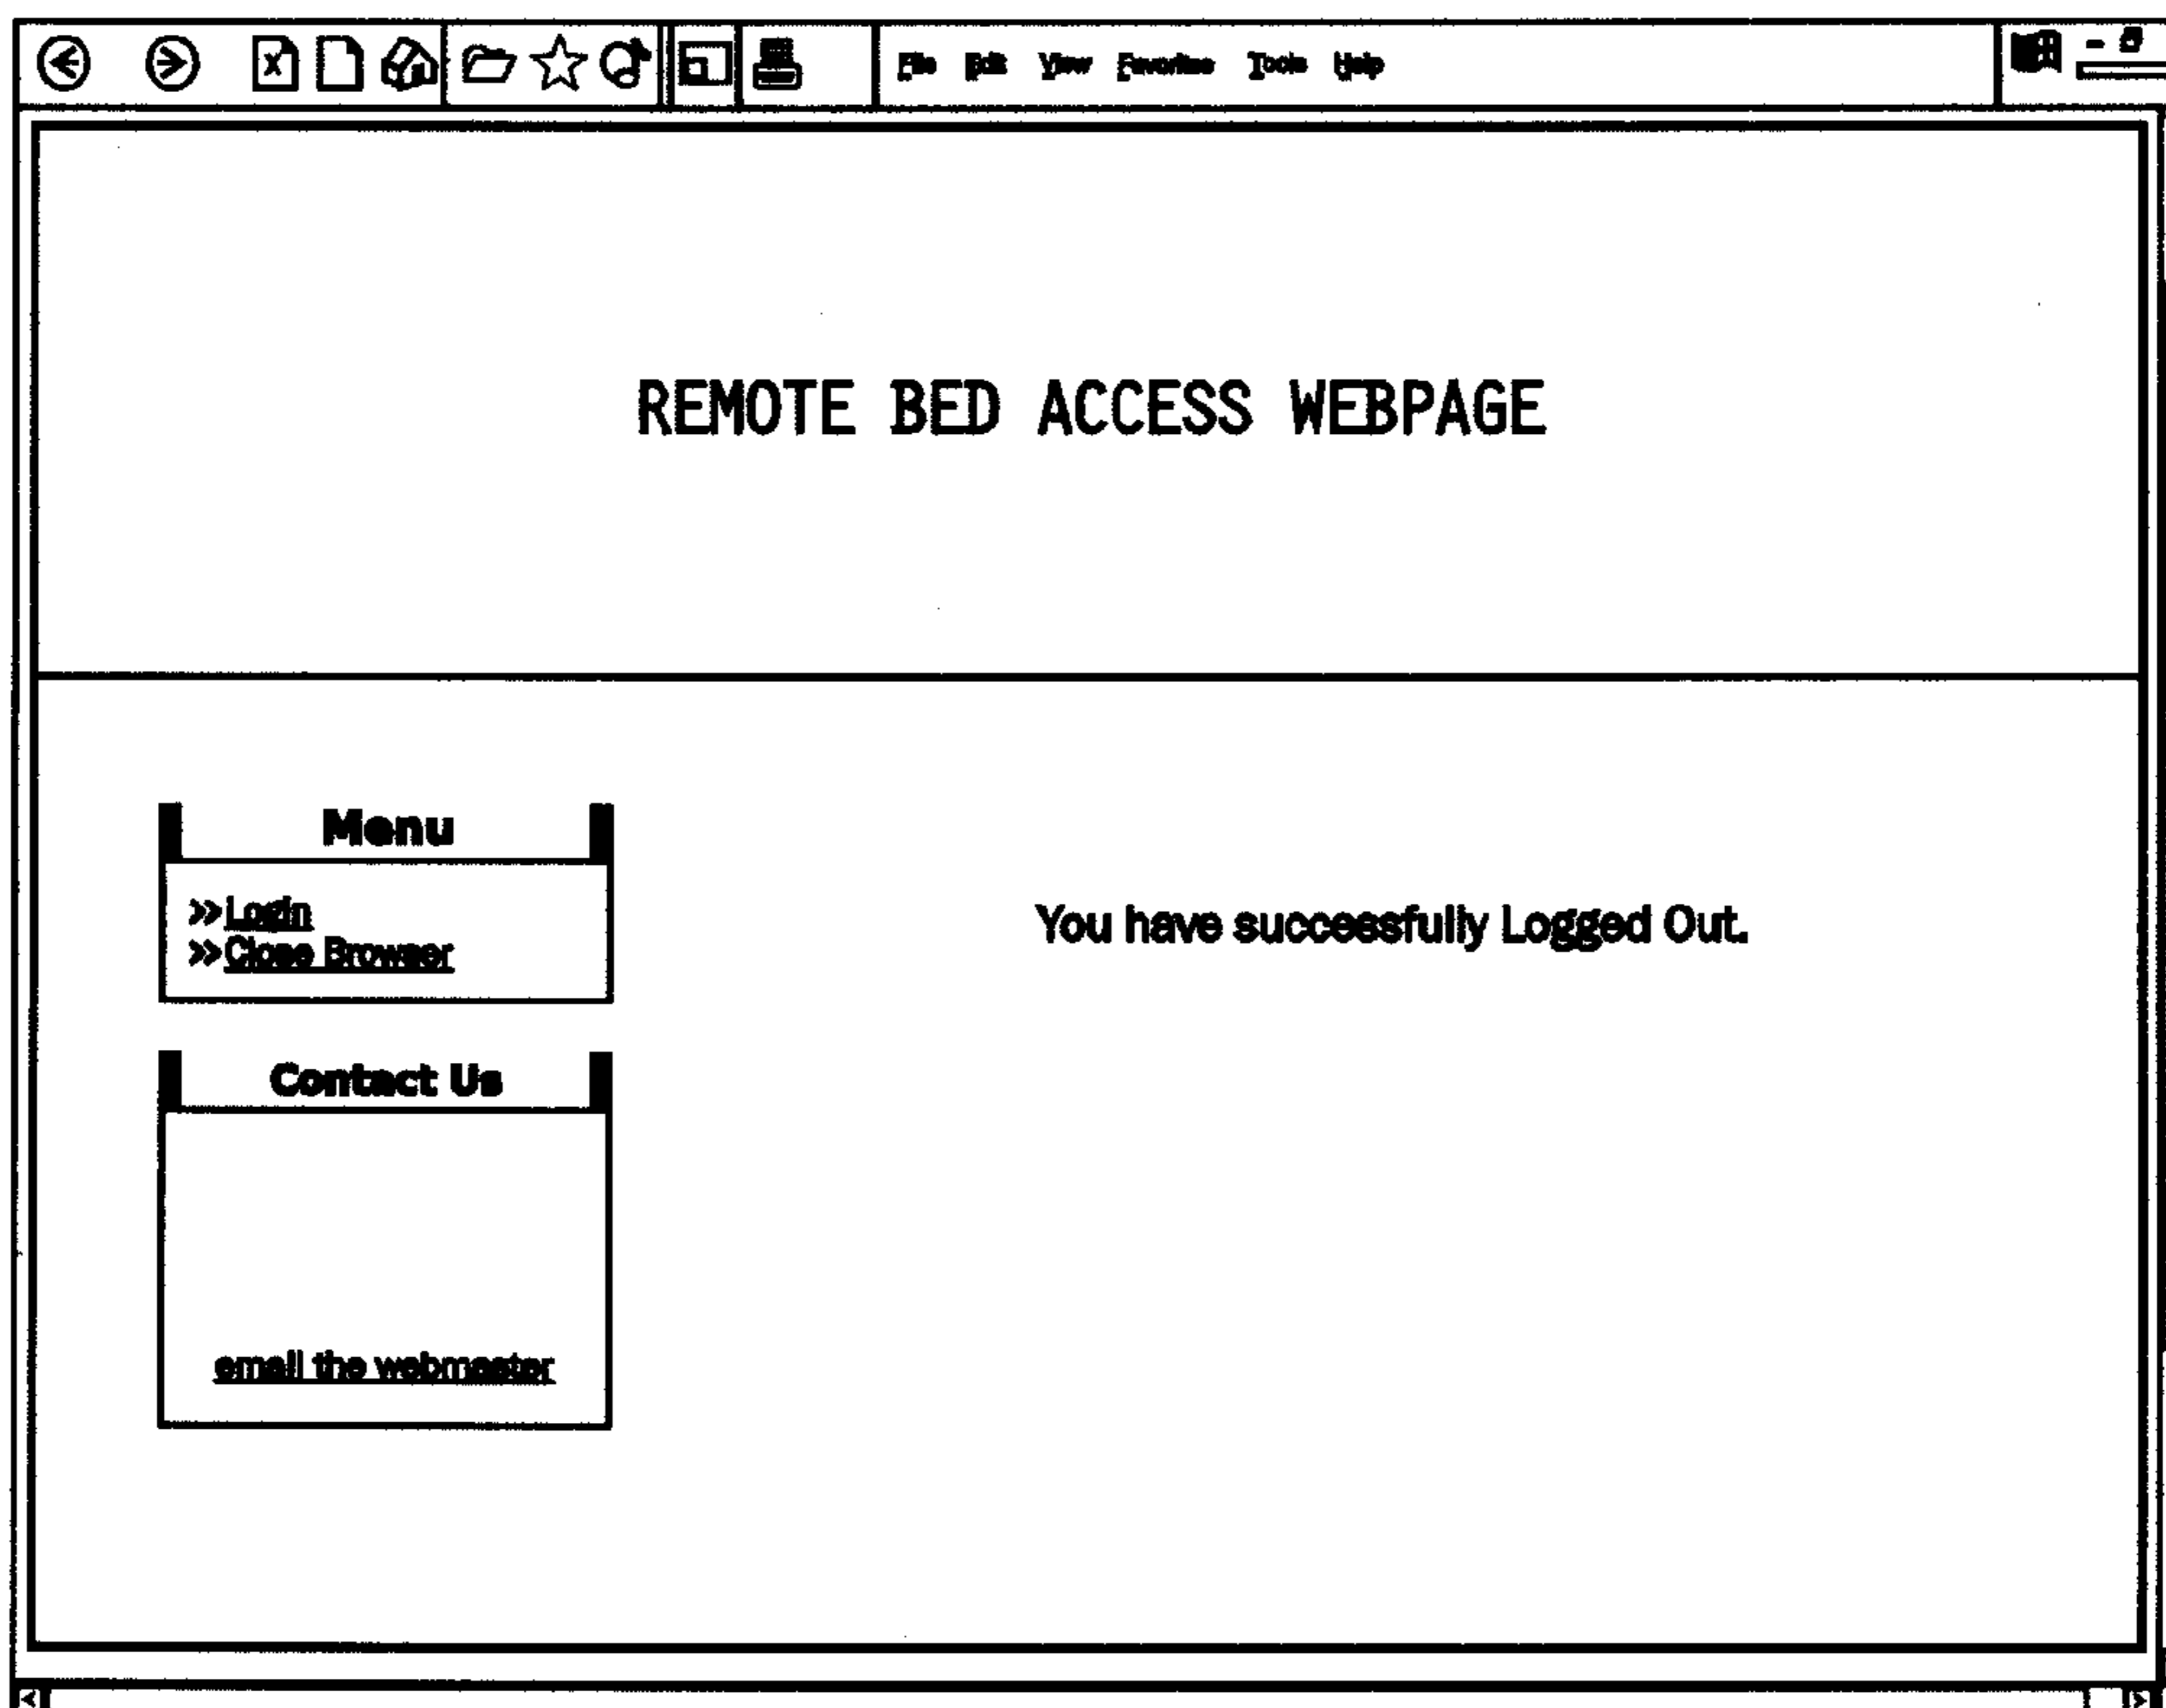 File Edit View Favorites Tools Help
REMOTE BED ACCESS WEBPAGE
Menu
»Login
»Close Browser
You have successfully Logged Out.
Contact Us
email the webmaster